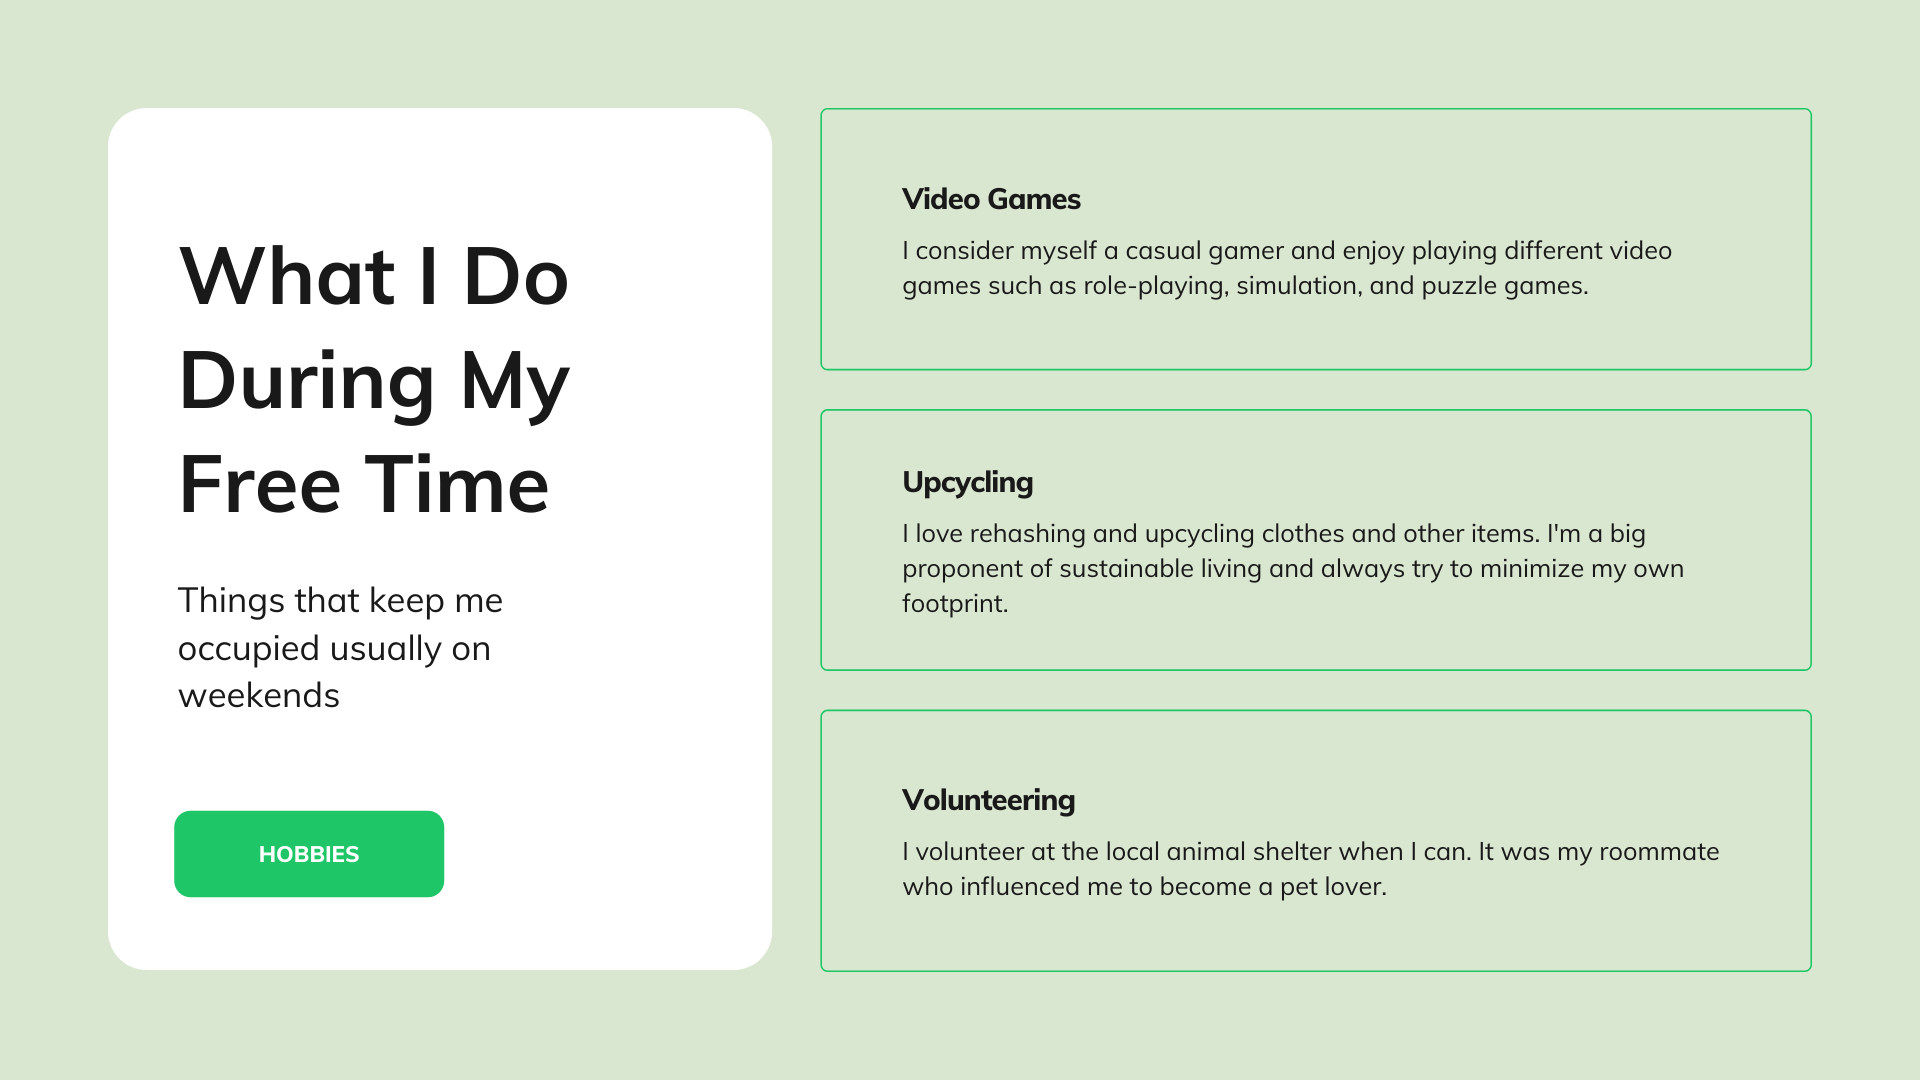 What I Do
During My
Free Time
Things that keep me
occupied usually on
weekends
HOBBIES
Video Games
I consider myself a casual gamer and enjoy playing different video
games such as role-playing, simulation, and puzzle games.
Upcycling
I love rehashing and upcycling clothes and other items. I'm a big
proponent of sustainable living and always try to minimize my own
footprint.
Volunteering
I volunteer at the local animal shelter when I can. It was my roommate
who influenced me to become a pet lover.